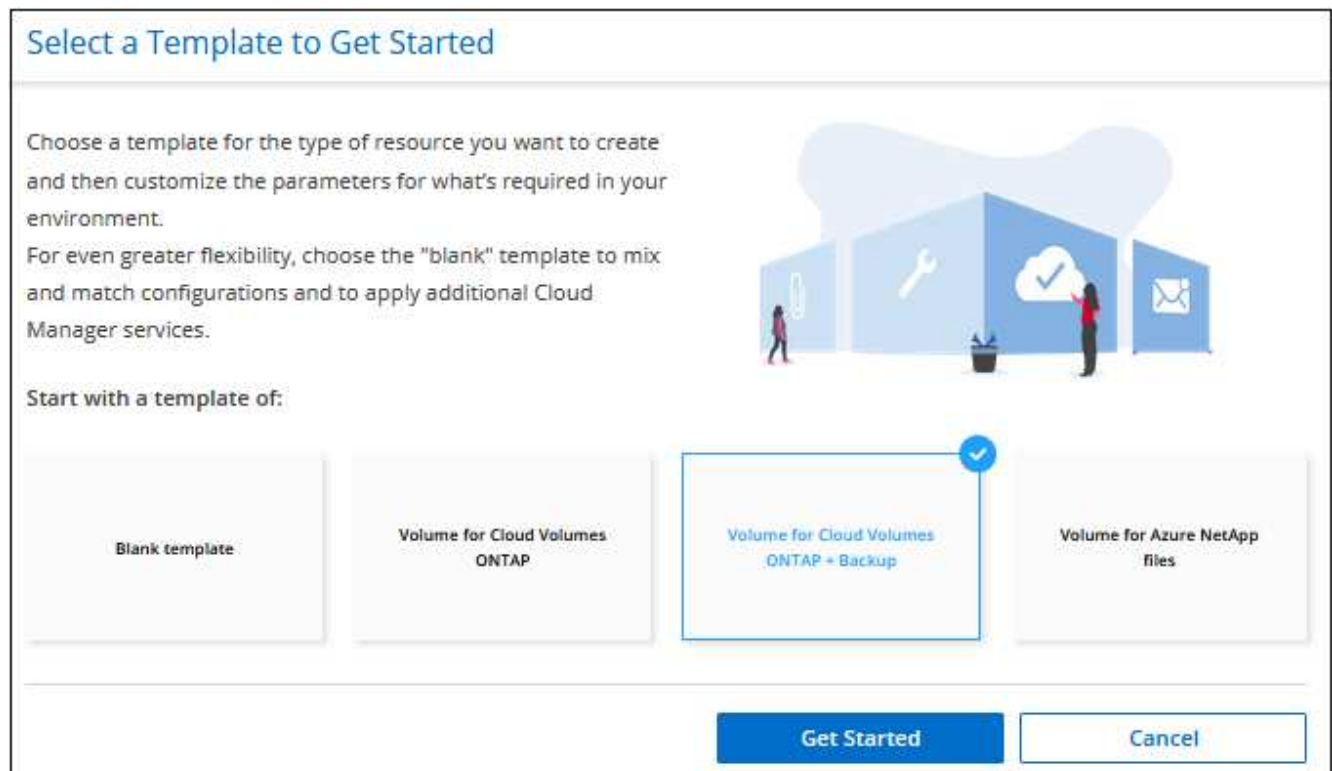 Select a Template to Get Started
Choose a template for the type of resource you want to create
and then customize the parameters for what's required in your
environment.
For even greater flexibility, choose the "blank" template to mix
and match configurations and to apply additional Cloud
Manager services.
Start with a template of:
Blank template
Volume for Cloud Volumes
ONTAP
Volume for Cloud Volumes
ONTAP + Backup
Volume for Azure NetApp
files
Get Started
Cancel